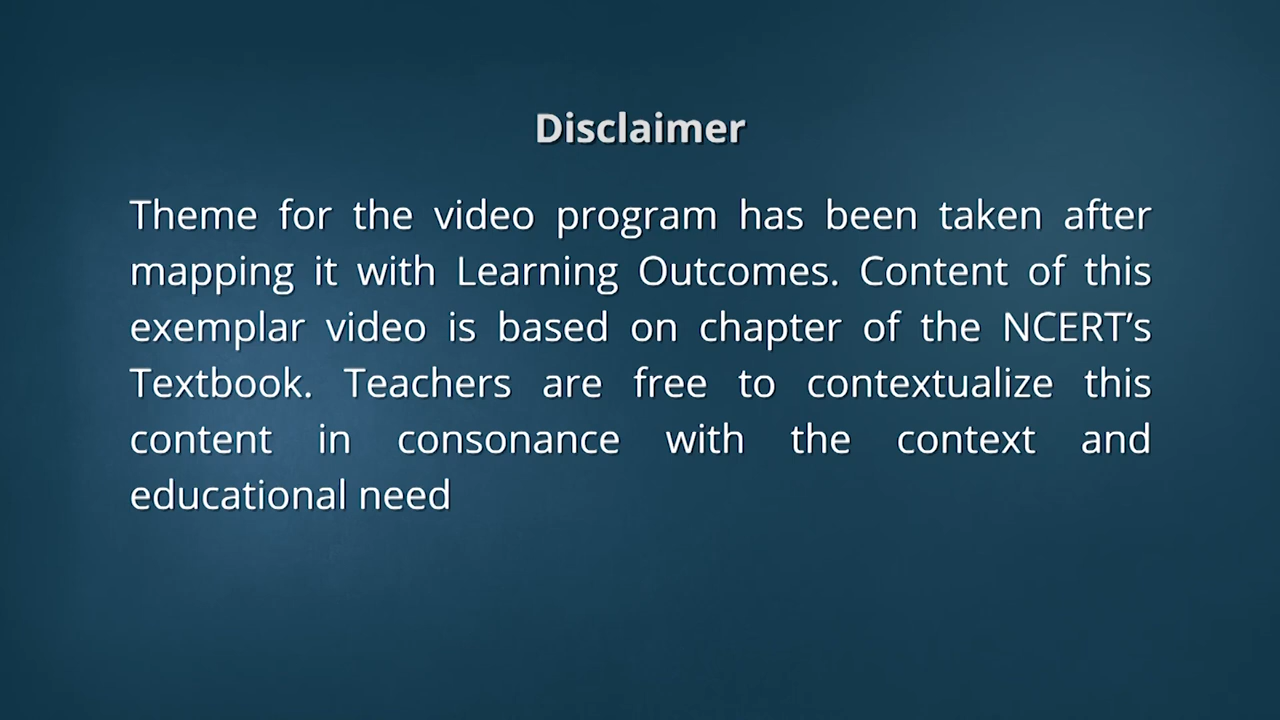 Disclaimer
Theme for the video program has been taken after
mapping it with Learning Outcomes. Content of this
exemplar video is based on chapter of the NCERT’s
Textbook. Teachers are free to contextualize this
content in consonance with the context and
educational need